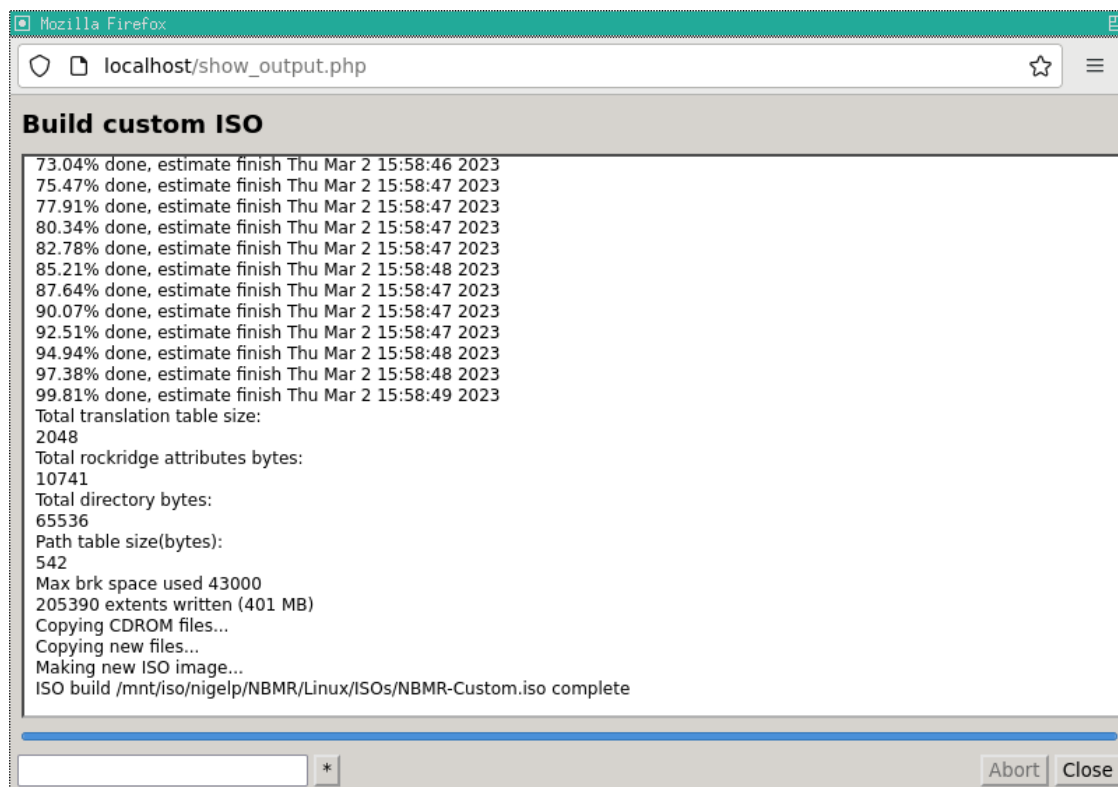 Mozilla Firefox
localhost/show_output.php
Build custom ISO
73.04% done, estimate finish Thu Mar 2 15:58:46 2023
75.47% done, estimate finish Thu Mar 2 15:58:47 2023
77.91% done, estimate finish Thu Mar 2 15:58:47 2023
80.34% done, estimate finish Thu Mar 2 15:58:47 2023
82.78% done, estimate finish Thu Mar 2 15:58:47 2023
85.21% done, estimate finish Thu Mar 2 15:58:48 2023
87.64% done, estimate finish Thu Mar 2 15:58:47 2023
90.07% done, estimate finish Thu Mar 2 15:58:47 2023
92.51% done, estimate finish Thu Mar 2 15:58:47 2023
94.94% done, estimate finish Thu Mar 2 15:58:48 2023
97.38% done, estimate finish Thu Mar 2 15:58:48 2023
99.81% done, estimate finish Thu Mar 2 15:58:49 2023
Total translation table size:
2048
Total rockridge attributes bytes:
10741
Total directory bytes:
65536
Path table size(bytes):
542
Max brk space used 43000
205390 extents written (401 MB)
Copying CDROM files...
Copying new files...
Making new ISO image...
ISO build /mnt/iso/nigelp/NBMR/Linux/ISOs/NBMR-Custom.iso complete
*
Abort Close